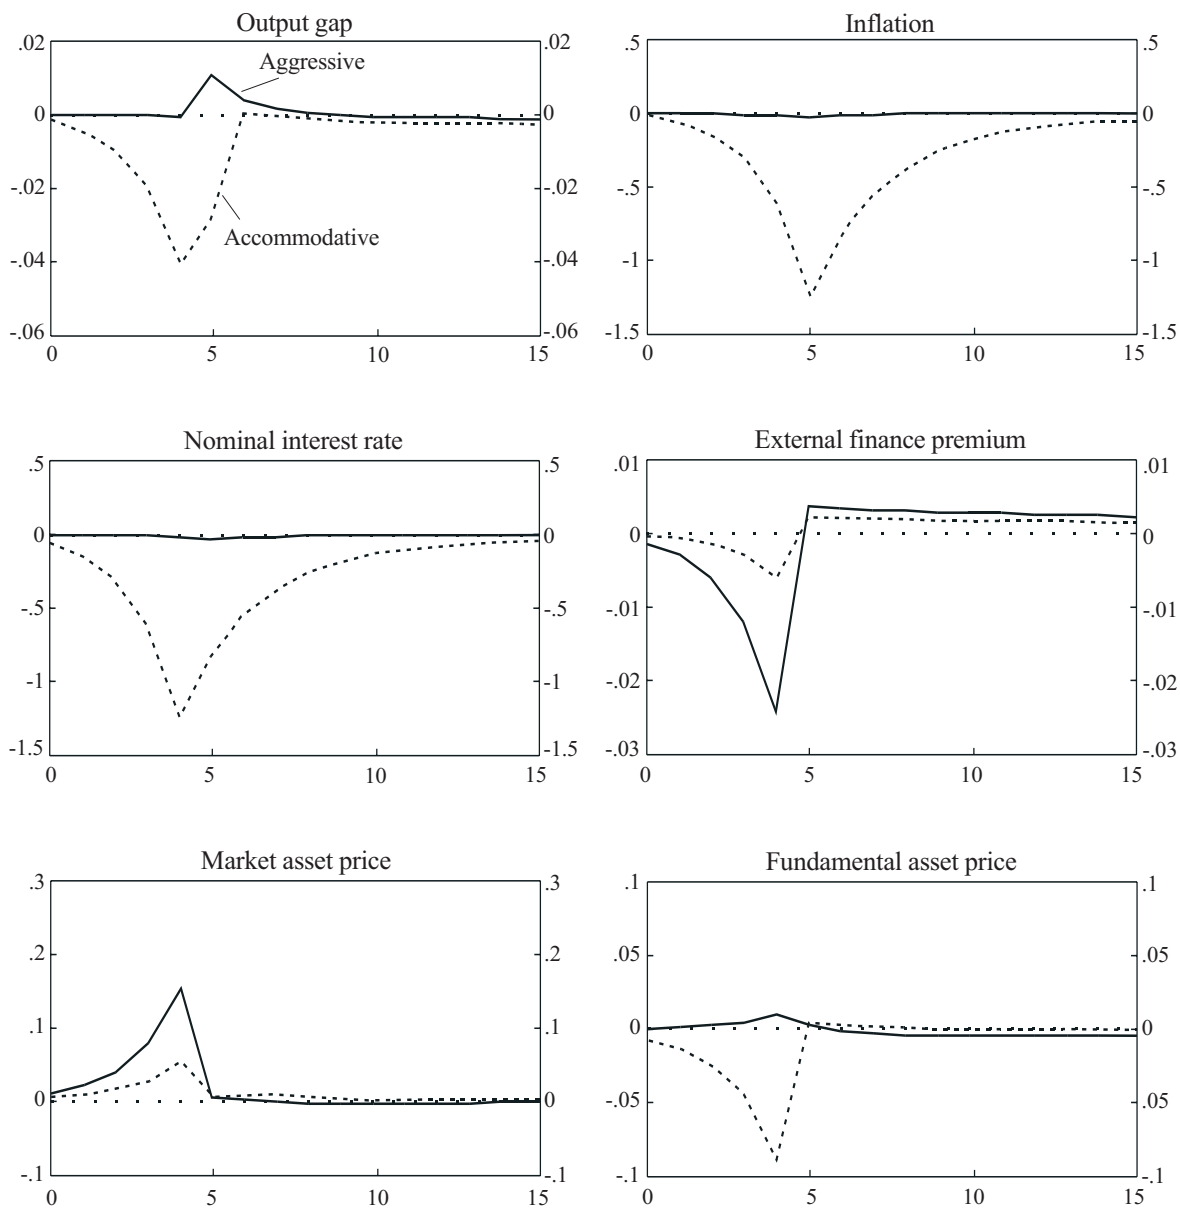 Output gap
.02 .02
Aggressive
0 0
-.02 -.02
Accommodative
-.04 -.04
-.06 -.06
0 5 10 15
Inflation
.5 .5
0 0
-.5 -.5
-1 -1
-1.5 -1.5
0 5 10 15
Nominal interest rate
.5 .5
0 0
-.5 -.5
-1 -1
-1.5 -1.5
0 5 10 15
External finance premium
.01 .01
0 0
-.01 -.01
-.02 -.02
-.03 -.03
0 5 10 15
Market asset price
.3 .3
.2 .2
.1 .1
0 0
-.1 -.1
0 5 10 15
Fundamental asset price
.1 .1
.05 .05
0 0
-.05 -.05
-.1 -.1
0 5 10 15